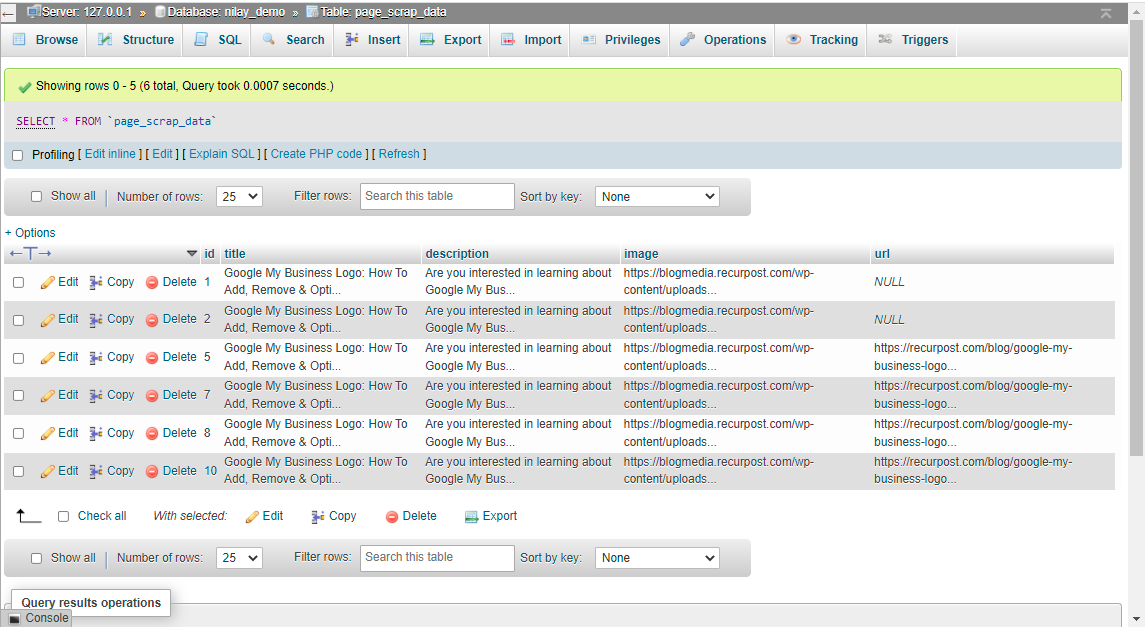 Server: 127.0.0.1 » Database: nilay_demo » Table: page_scrap_data
Browse Structure SQL Search Insert Export Import Privileges Operations Tracking Triggers
Showing rows 0 - 5 (6 total, Query took 0.0007 seconds.)
SELECT * FROM `page_scrap_data`
Profiling [ Edit inline ] [ Edit ] [ Explain SQL ] [ Create PHP code ] [ Refresh ]
Show all Number of rows: 25 Filter rows: Search this table Sort by key: None
+ Options
←T→ id title description image url
Edit Copy Delete 1 Google My Business Logo: How To Are you interested in learning about https://blogmedia.recurpost.com/wp- NULL
Add, Remove & Opti... Google My Bus... content/uploads...
Edit Copy Delete 2 Google My Business Logo: How To Are you interested in learning about https://blogmedia.recurpost.com/wp- NULL
Add, Remove & Opti... Google My Bus... content/uploads...
Edit Copy Delete 5 Google My Business Logo: How To Are you interested in learning about https://blogmedia.recurpost.com/wp- https://recurpost.com/blog/google-my-
Add, Remove & Opti... Google My Bus... content/uploads... business-logo...
Edit Copy Delete 7 Google My Business Logo: How To Are you interested in learning about https://blogmedia.recurpost.com/wp- https://recurpost.com/blog/google-my-
Add, Remove & Opti... Google My Bus... content/uploads... business-logo...
Edit Copy Delete 8 Google My Business Logo: How To Are you interested in learning about https://blogmedia.recurpost.com/wp- https://recurpost.com/blog/google-my-
Add, Remove & Opti... Google My Bus... content/uploads... business-logo...
Edit Copy Delete 10 Google My Business Logo: How To Are you interested in learning about https://blogmedia.recurpost.com/wp- https://recurpost.com/blog/google-my-
Add, Remove & Opti... Google My Bus... content/uploads... business-logo...
Check all With selected: Edit Copy Delete Export
Show all Number of rows: 25 Filter rows: Search this table Sort by key: None
Query results operations
Console